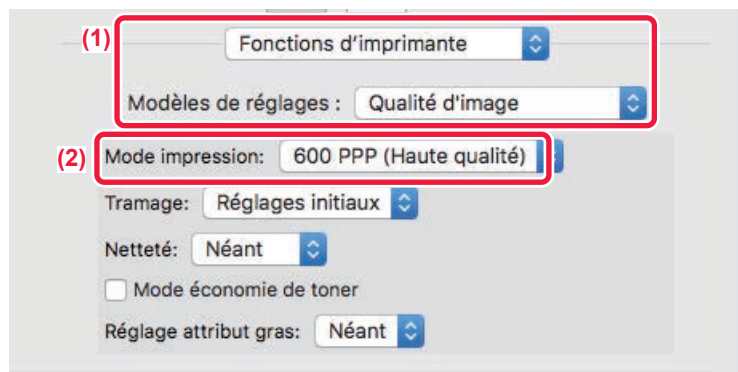 (1) Fonctions d'imprimante
Modèles de réglages : Qualité d'image
(2) Mode impression: 600 PPP (Haute qualité)
Tramage: Réglages initiaux
Netteté: Néant
Mode économie de toner
Réglage attribut gras: Néant